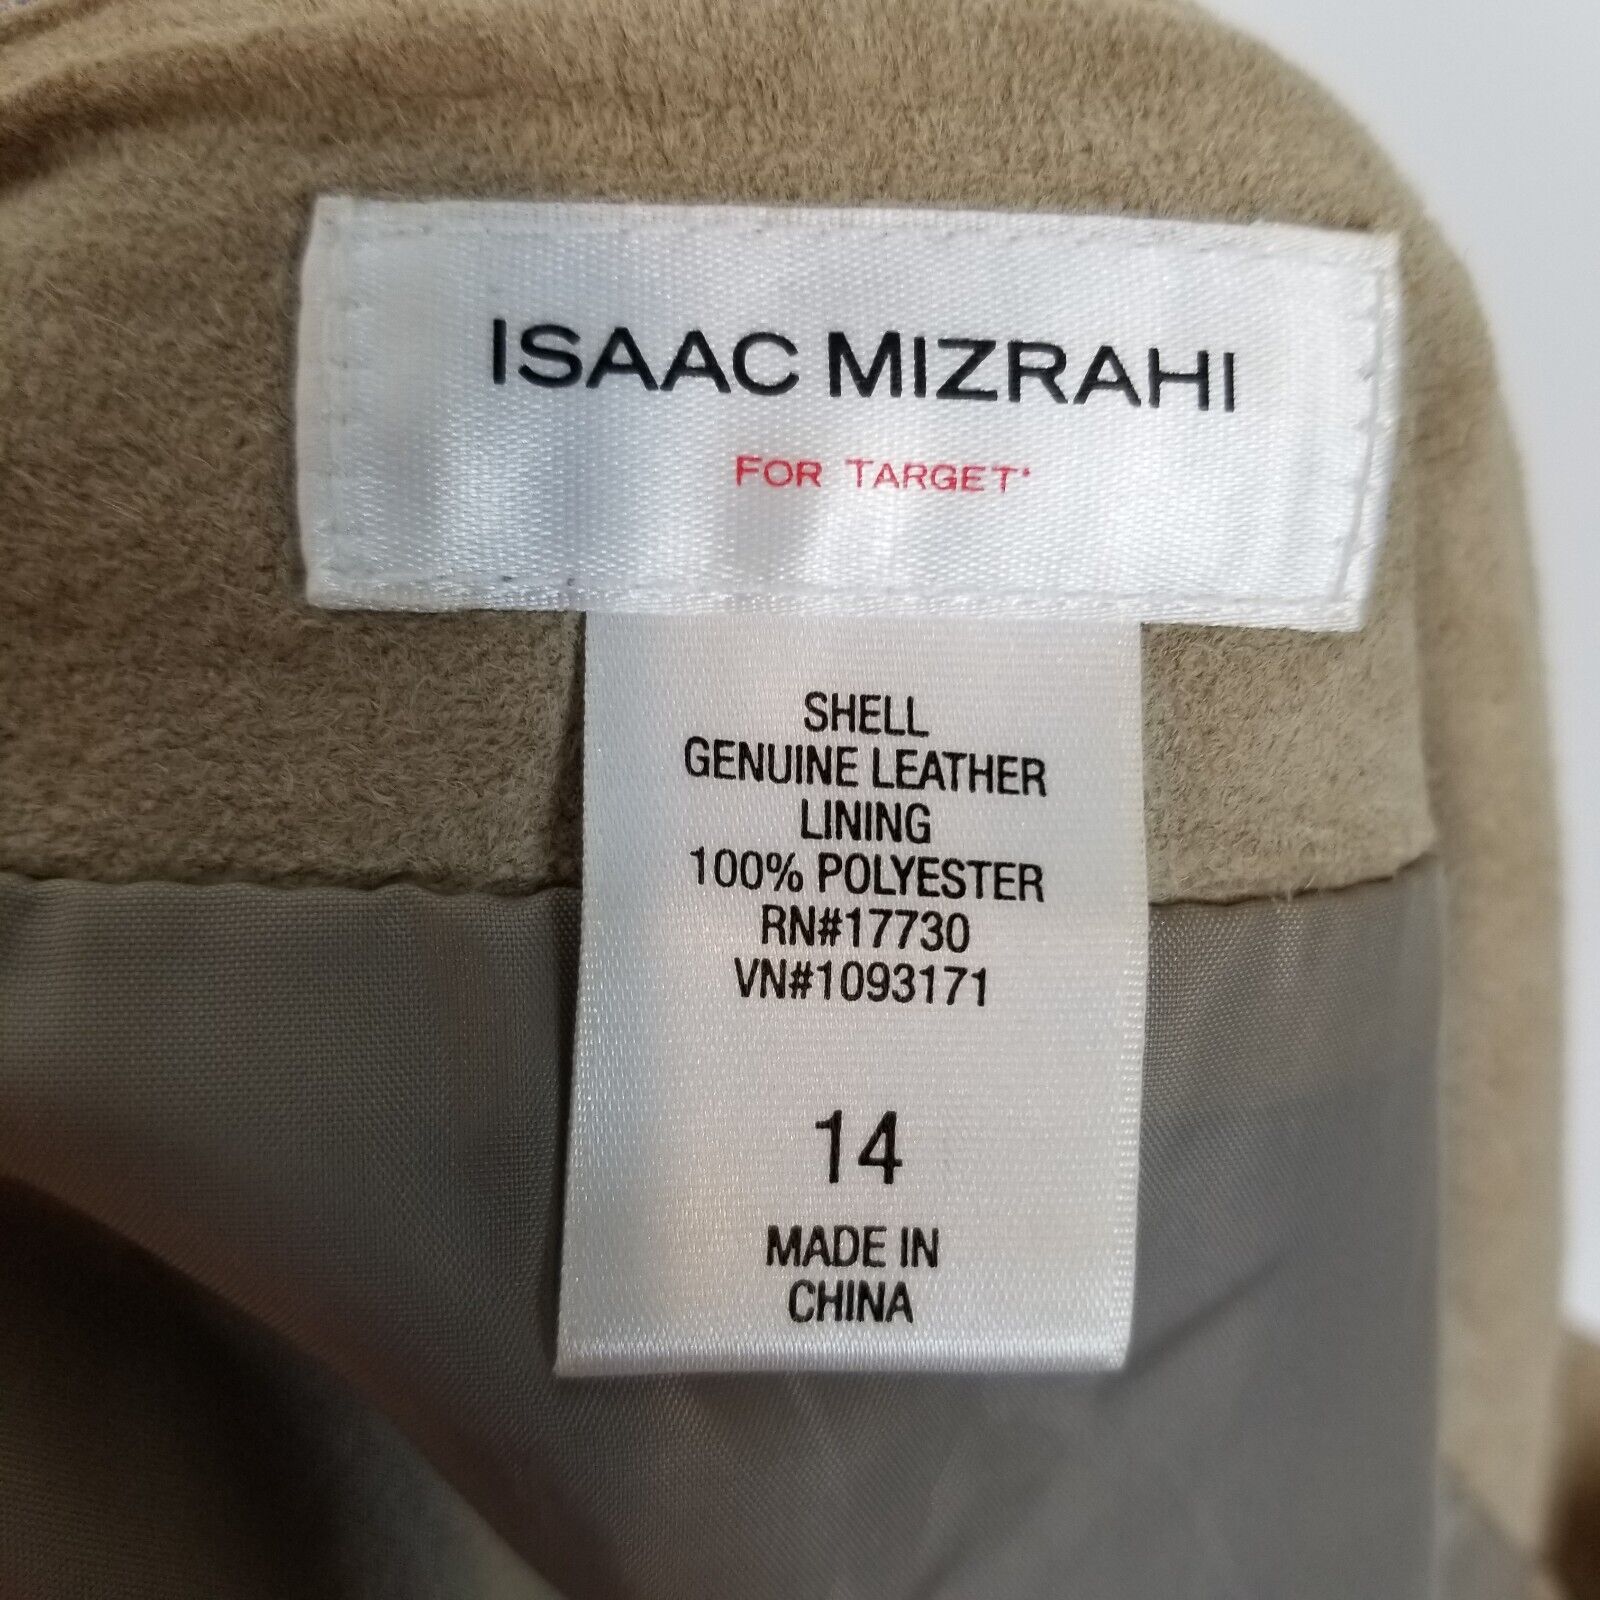 ISAAC MIZRAHI
FOR TARGET
SHELL
GENUINE LEATHER
LINING
100% POLYESTER
RN#17730
VN#1093171
14
MADE IN
CHINA